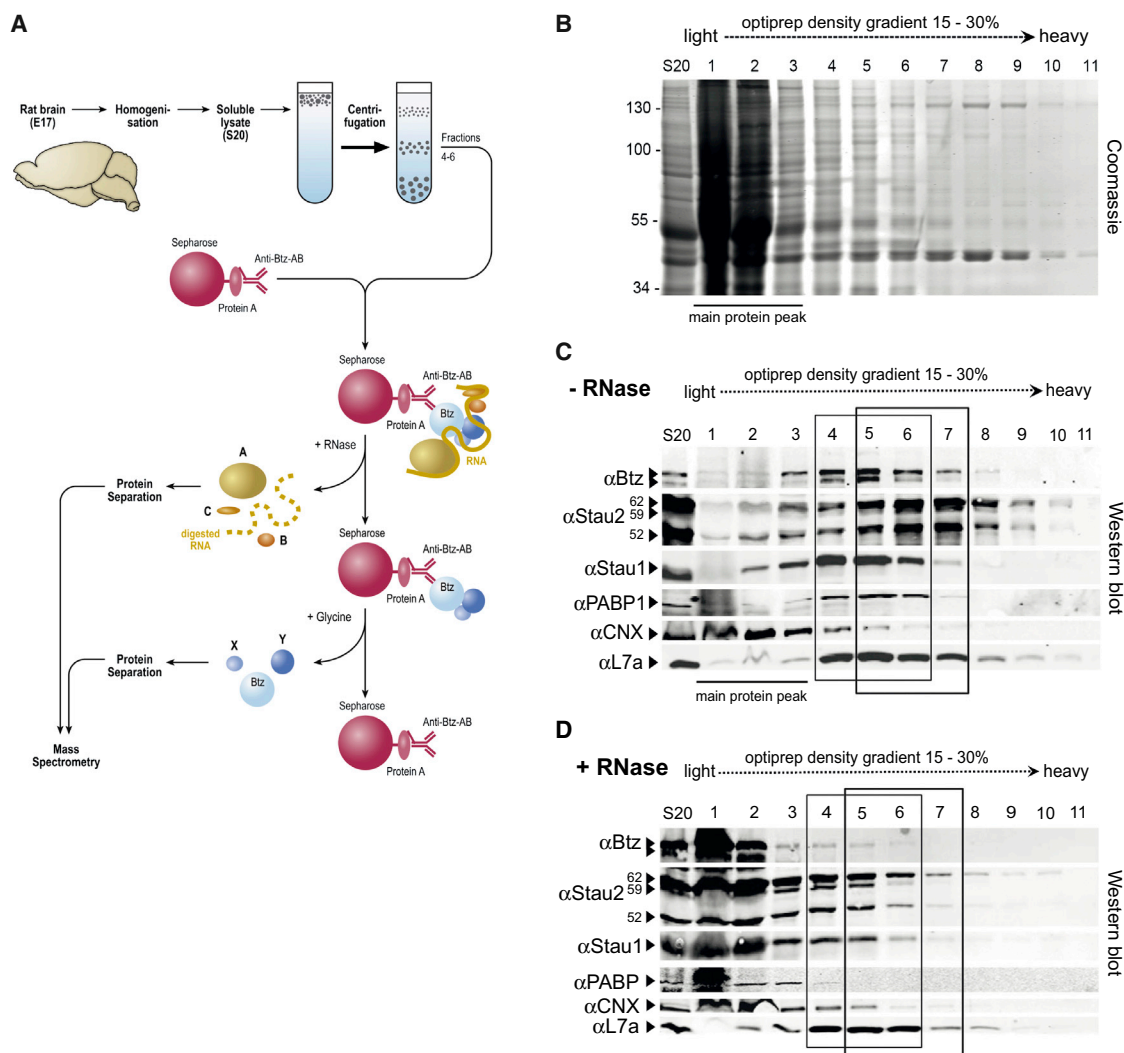 A
Rat brain
(E17)
Homogeni-
sation
Soluble
lysate
(S20)
Centri-
fugation
Fractions
4-6
Sepharose
Anti-Btz-AB
Protein A
Sepharose
Anti-Btz-AB
Btz
Protein A
RNA
+ RNase
A
Protein
Separation
C
digested
RNA
B
Sepharose
Anti-Btz-AB
Btz
Protein A
+ Glycine
X
Y
Protein
Separation
Btz
Sepharose
Anti-Btz-AB
Protein A
Mass
Spectrometry
B
optiprep density gradient 15 - 30%
light
heavy
S20 1 2 3 4 5 6 7 8 9 10 11
130 -
100 -
55 -
34 -
Coomassie
main protein peak
C
- RNase
optiprep density gradient 15 - 30%
light
heavy
S20 1 2 3 4 5 6 7 8 9 10 11
αBtz
αStau2
62
59
52
αStau1
αPABP1
αCNX
αL7a
Western blot
main protein peak
D
+ RNase
optiprep density gradient 15 - 30%
light
heavy
S20 1 2 3 4 5 6 7 8 9 10 11
αBtz
αStau2
62
59
52
αStau1
αPABP
αCNX
αL7a
Western blot